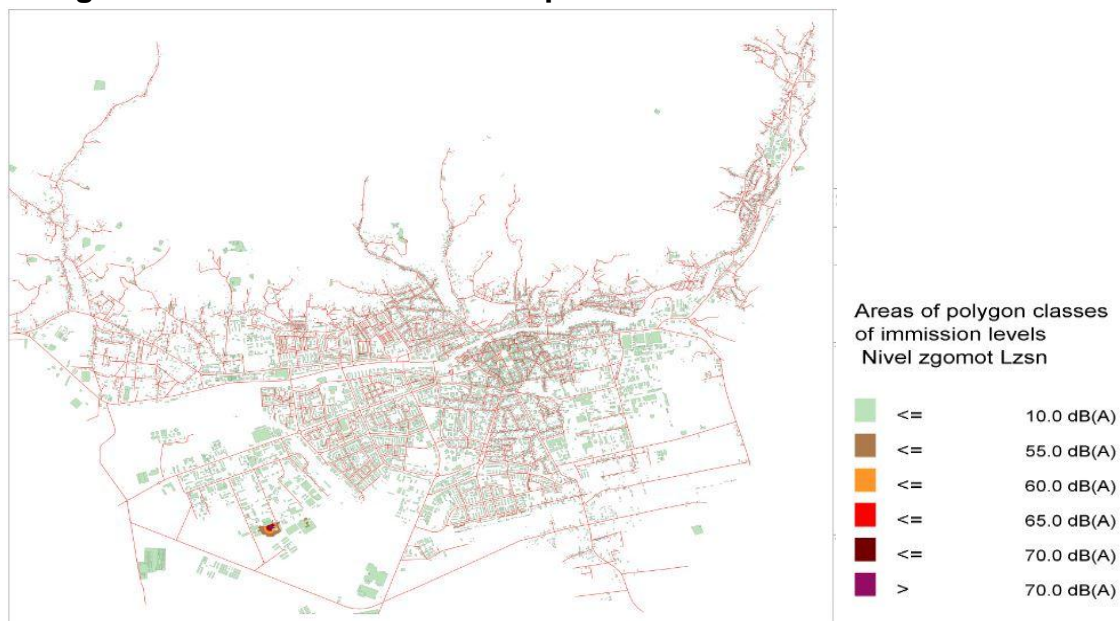 Areas of polygon classes
of immission levels
Nivel zgomot Lzsn
<= 10.0 dB(A)
<= 55.0 dB(A)
<= 60.0 dB(A)
<= 65.0 dB(A)
<= 70.0 dB(A)
> 70.0 dB(A)